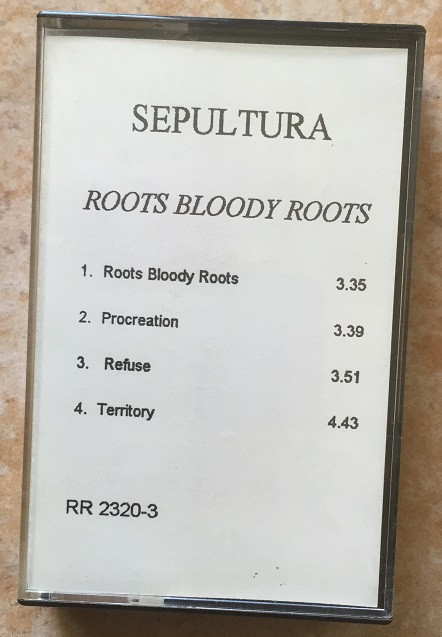 SEPULTURA
ROOTS BLOODY ROOTS
1. Roots Bloody Roots 3.35
2. Procreation 3.39
3. Refuse 3.51
4. Territory 4.43
RR 2320-3